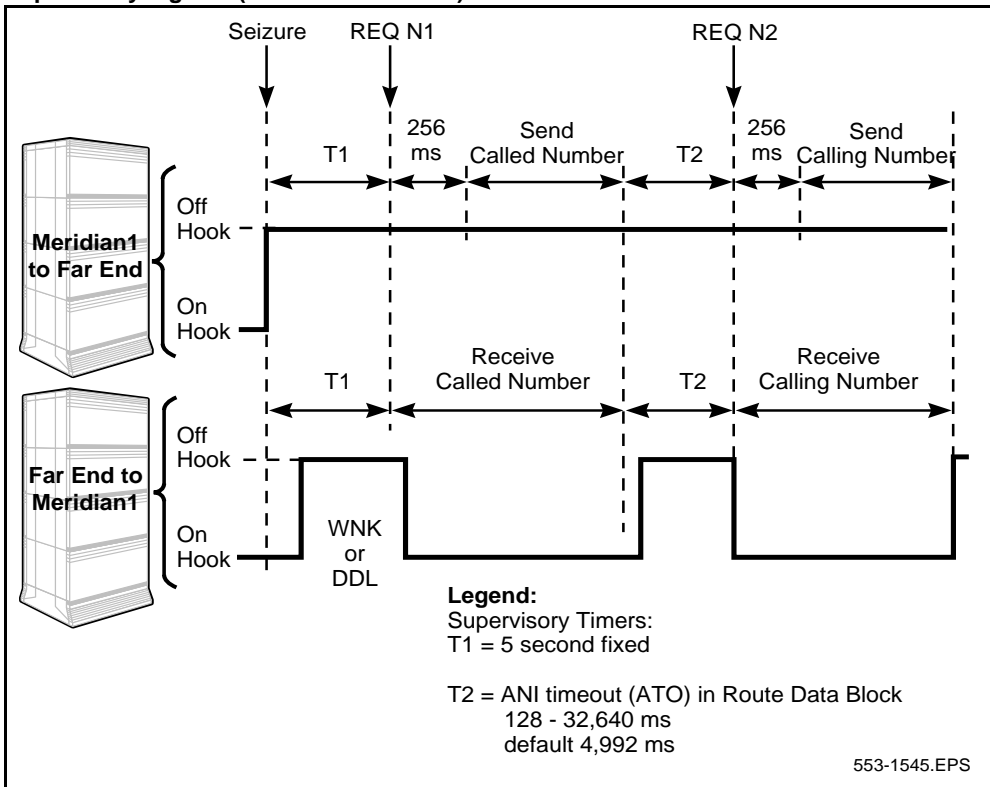 Seizure REQ N1 REQ N2
256 ms Send Called Number 256 ms Send Calling Number
T1 T2
Off Hook
Meridian1 to Far End
On Hook
Receive Called Number Receive Calling Number
T1 T2
Off Hook
Far End to Meridian1
On Hook
WNK
or
DDL
Legend:
Supervisory Timers:
T1 = 5 second fixed
T2 = ANI timeout (ATO) in Route Data Block
128 - 32,640 ms
default 4,992 ms
553-1545.EPS